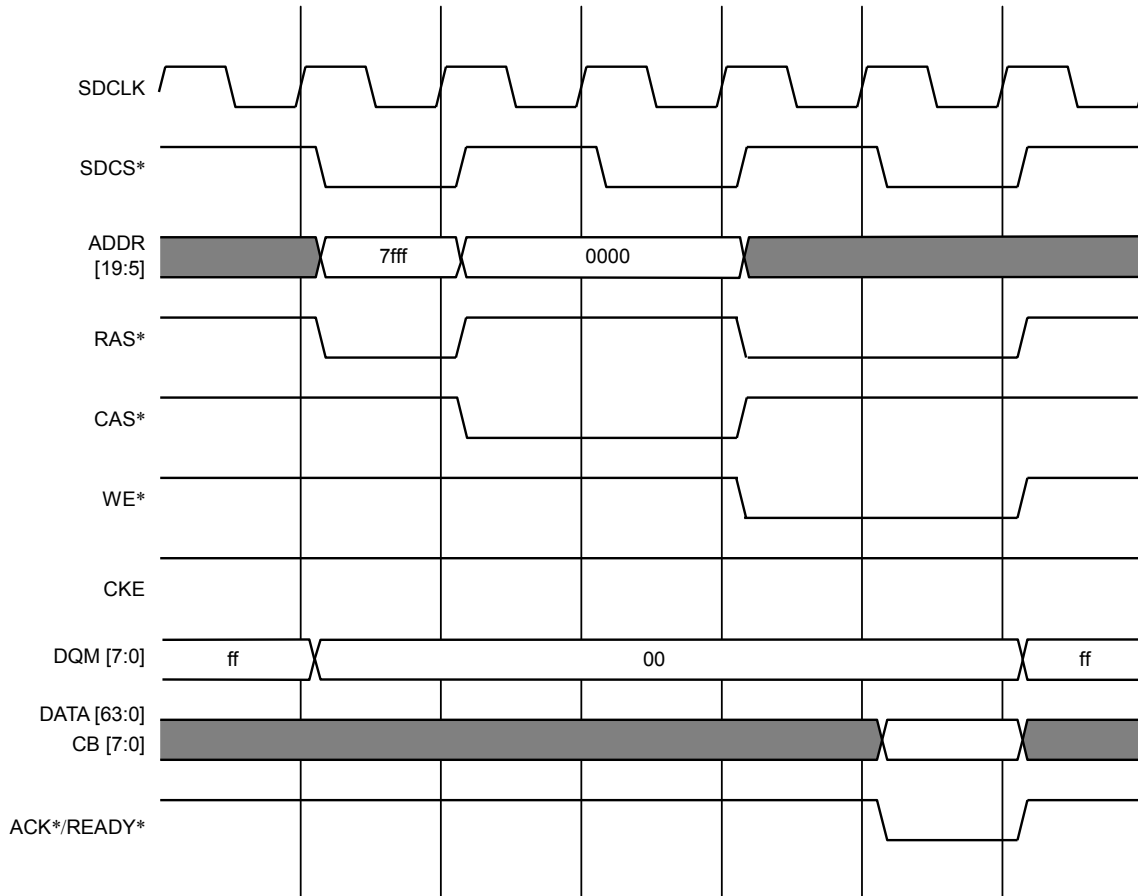 SDCLK
SDCS*
ADDR
[19:5]
7fff
0000
RAS*
CAS*
WE*
CKE
DQM [7:0]
ff
00
ff
DATA [63:0]
CB [7:0]
ACK*/READY*